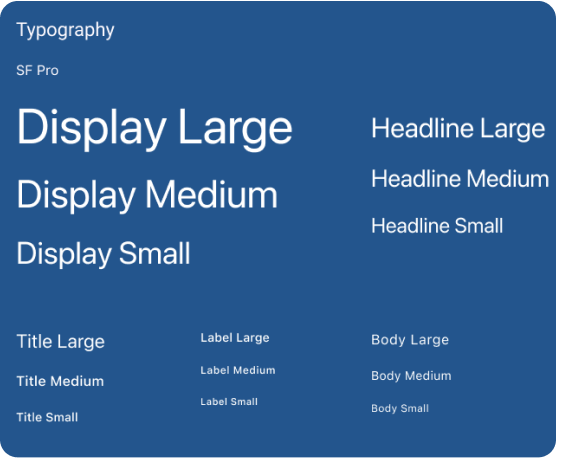 Typography
SF Pro
Display Large
Display Medium
Display Small
Headline Large
Headline Medium
Headline Small
Title Large
Title Medium
Title Small
Label Large
Label Medium
Label Small
Body Large
Body Medium
Body Small